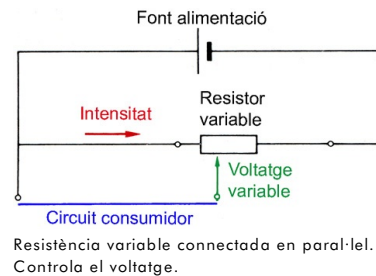 Font alimentació
Intensitat
Resistor
variable
Voltatge
variable
Circuit consumidor
Resistència variable connectada en paral·lel.
Controla el voltatge.